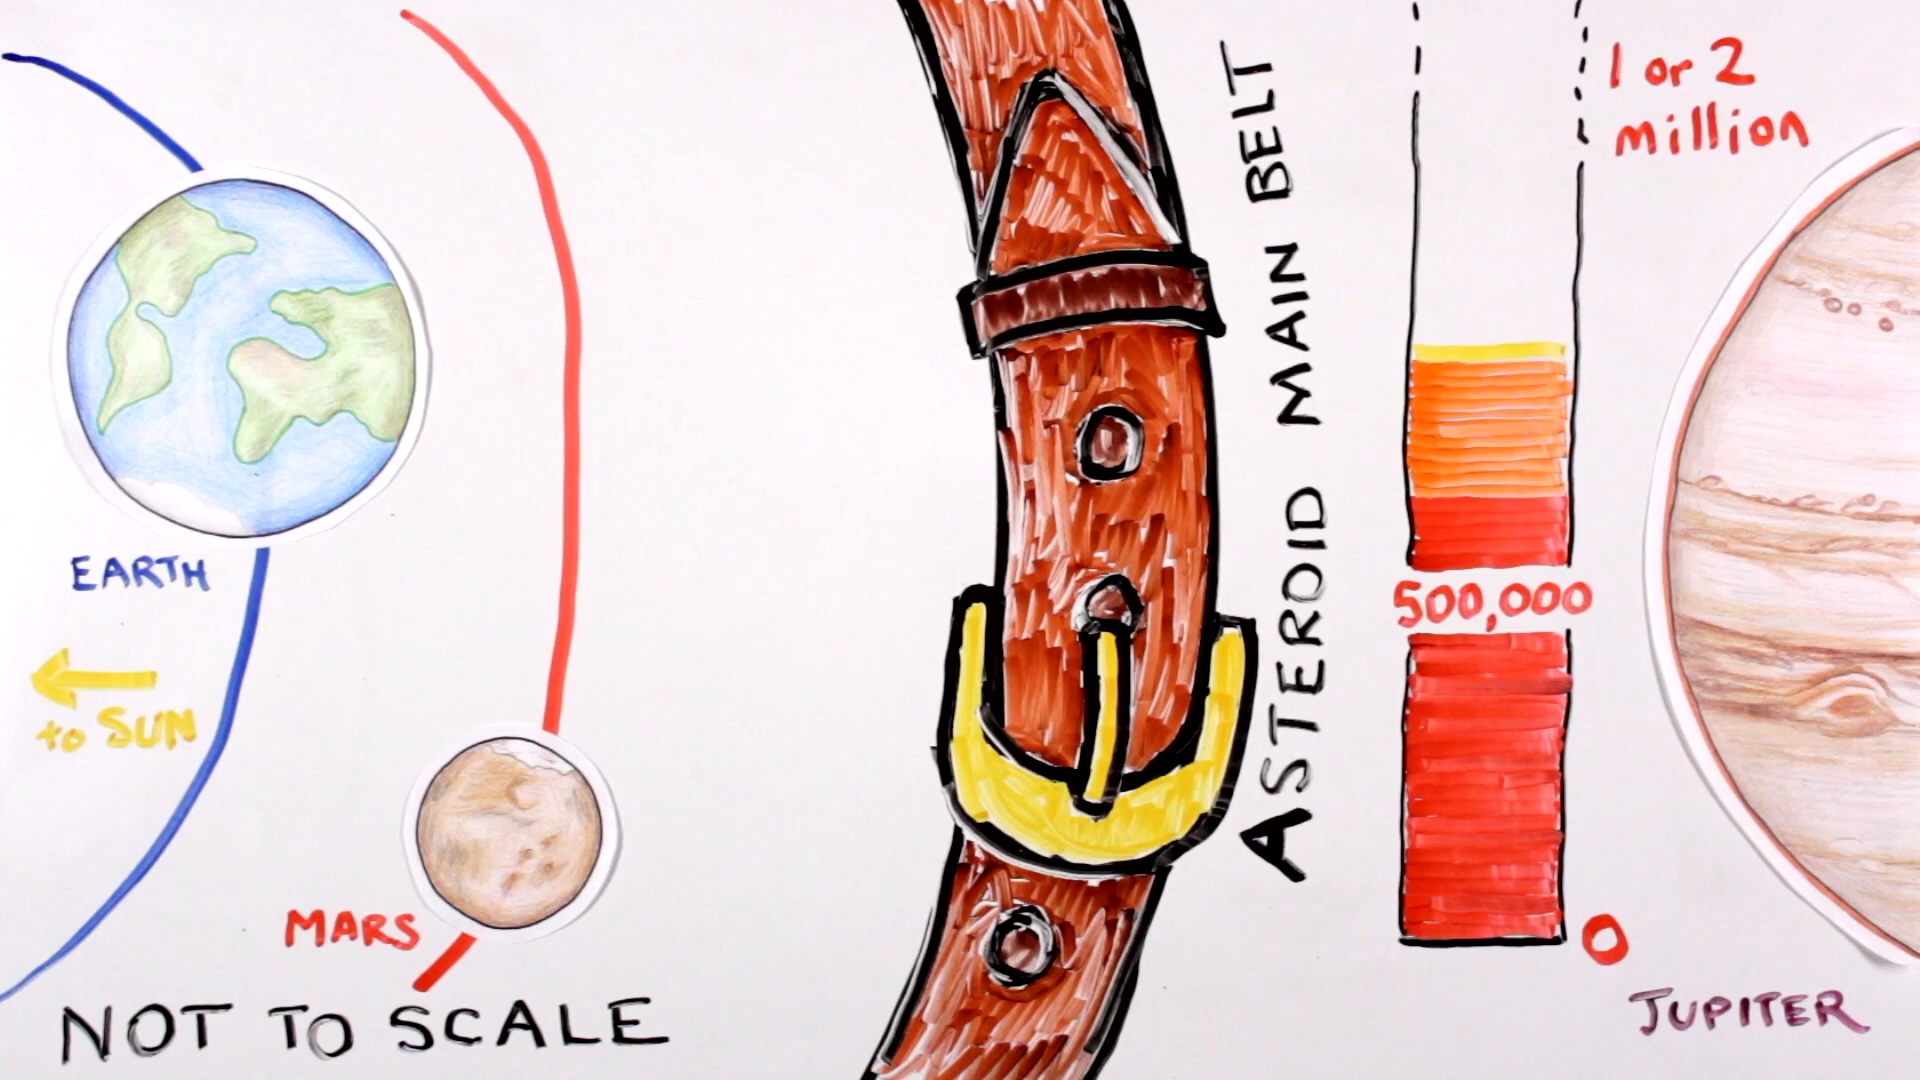 EARTH
to SUN
MARS
NOT TO SCALE
ASTEROID MAIN BELT
1 or 2
million
500,000
0
JUPITER